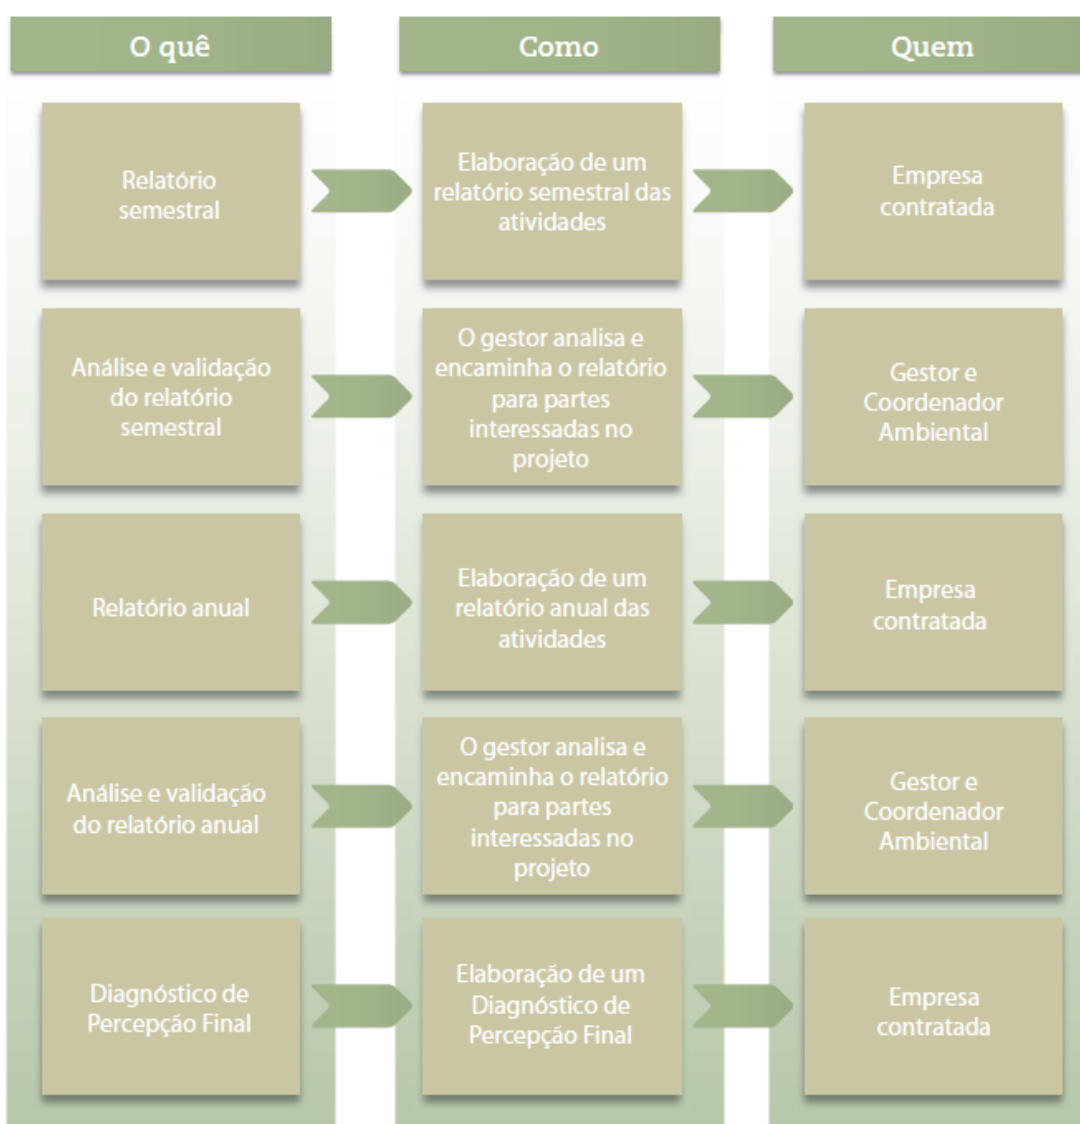 O quê
Como
Quem
Relatório
semestral
Elaboração de um
relatório semestral das
atividades
Empresa
contratada
Análise e validação
do relatório
semestral
O gestor analisa e
encaminha o relatório
para partes
interessadas no
projeto
Gestor e
Coordenador
Ambiental
Relatório anual
Elaboração de um
relatório anual das
atividades
Empresa
contratada
Análise e validação
do relatório anual
O gestor analisa e
encaminha o relatório
para partes
interessadas no
projeto
Gestor e
Coordenador
Ambiental
Diagnóstico de
Percepção Final
Elaboração de um
Diagnóstico de
Percepção Final
Empresa
contratada